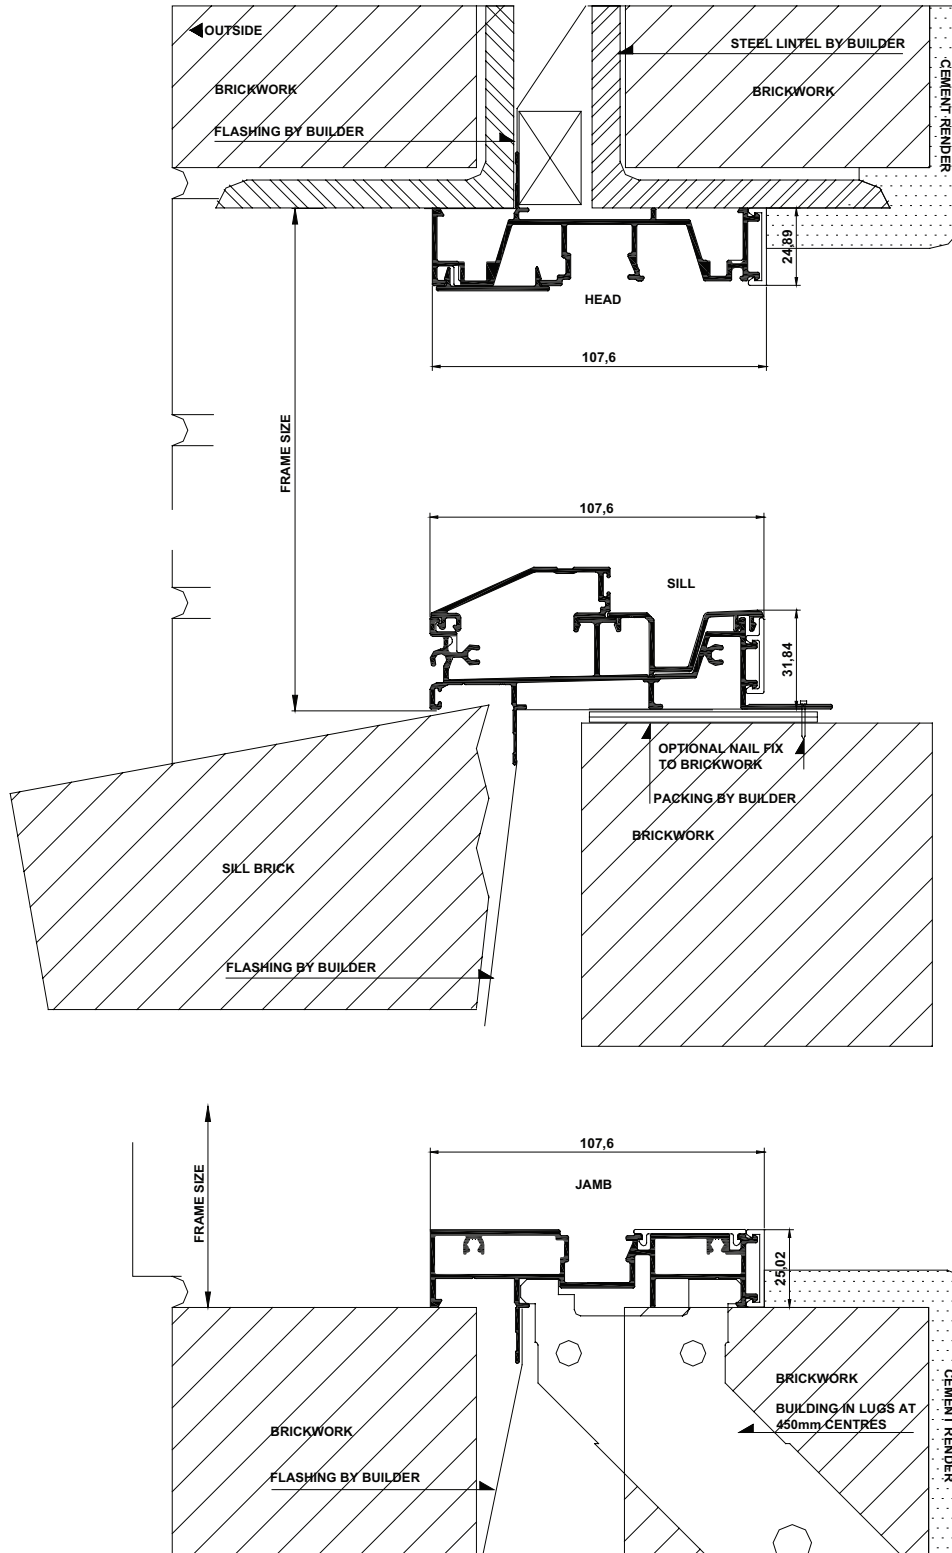 OUTSIDE
STEEL LINTEL BY BUILDER
BRICKWORK
BRICKWORK
CEMENT RENDER
FLASHING BY BUILDER
24,89
HEAD
107,6
FRAME SIZE
107,6
SILL
31,84
OPTIONAL NAIL FIX
TO BRICKWORK
PACKING BY BUILDER
BRICKWORK
SILL BRICK
FLASHING BY BUILDER
107,6
FRAME SIZE
JAMB
25,02
BRICKWORK
CEMENT RENDER
BUILDING IN LUGS AT
450mm CENTRES
BRICKWORK
FLASHING BY BUILDER